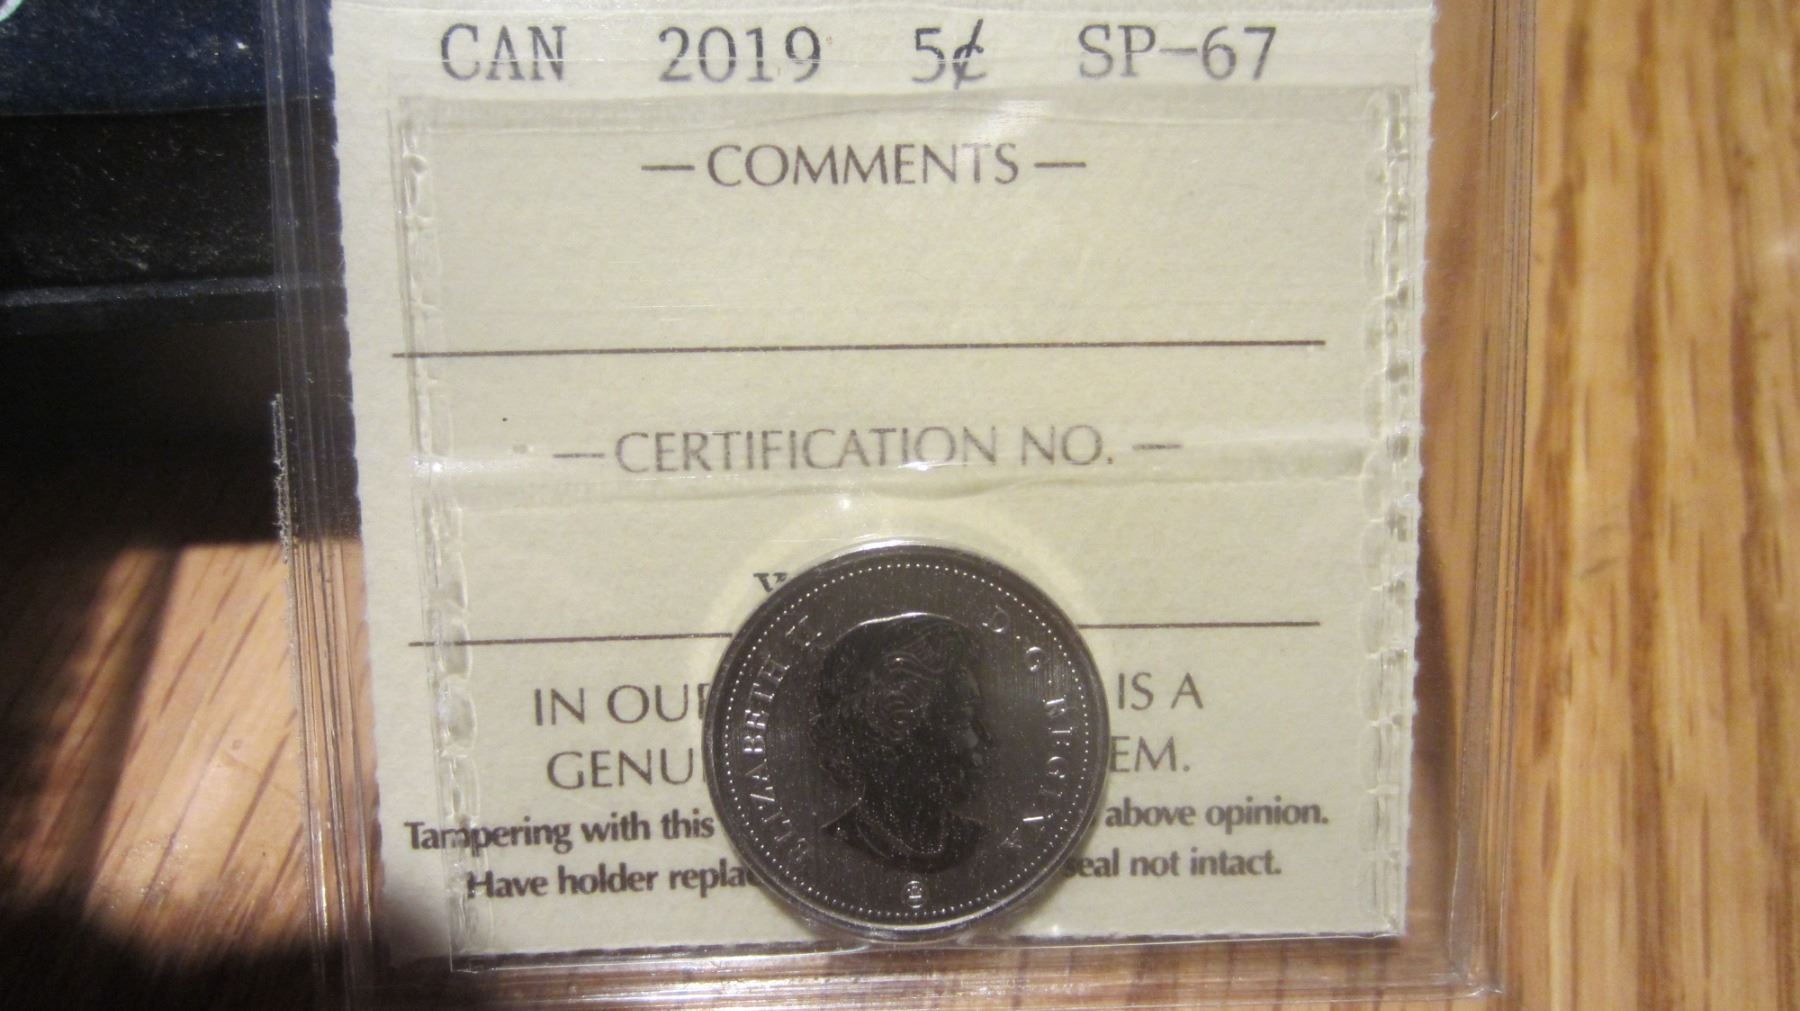 CAN 2019 5¢ SP-67
— COMMENTS —
— CERTIFICATION NO. —
IN OUR IS A
GENUI EM.
Tampering with this above opinion.
Have holder replac seal not intact.
ELIZABETH II D·G·REGINA